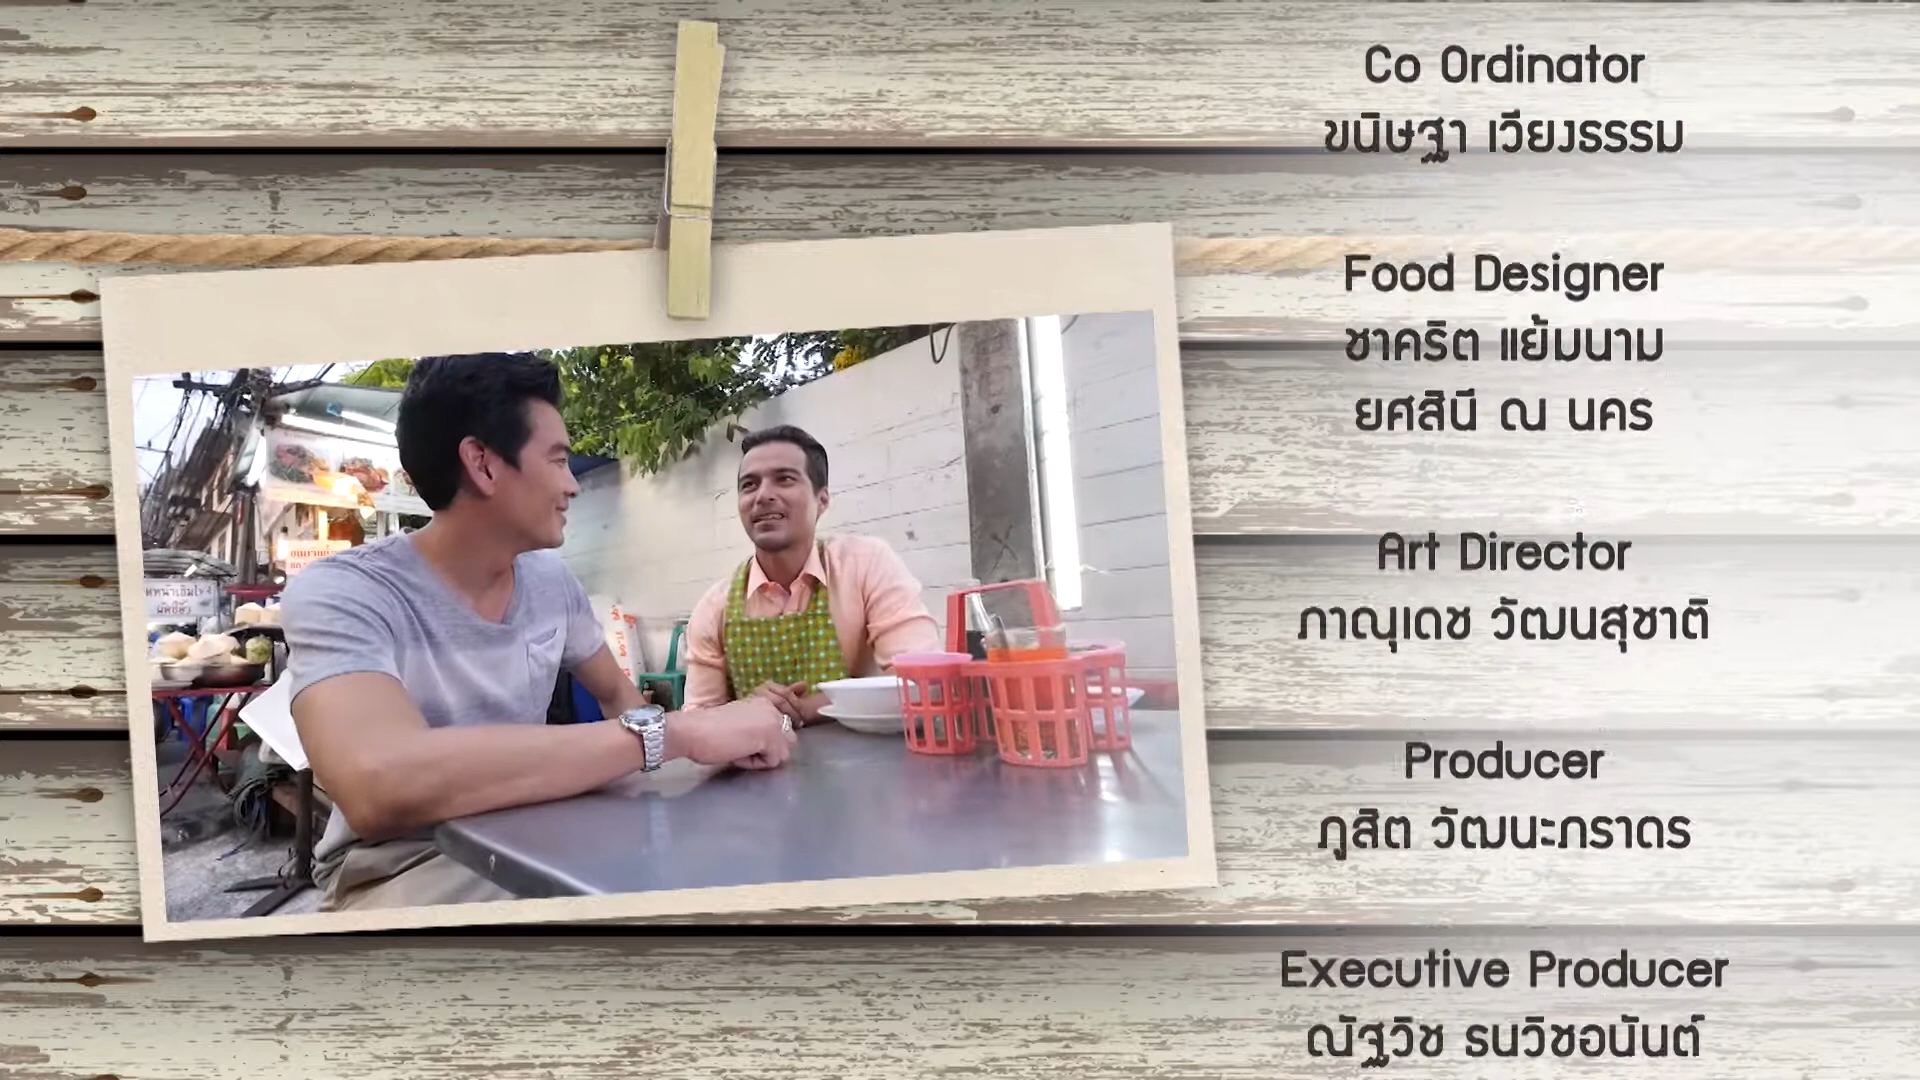 Co Ordinator
ขนิษฐา เวียงธรรม
Food Designer
ชาคริต แย้มนาม
ยศสินี ณ นคร
Art Director
ภาณุเดช วัฒนสุชาติ
Producer
ภูสิต วัฒนะภราดร
Executive Producer
ณัฐวิช ธนวิชอนันต์